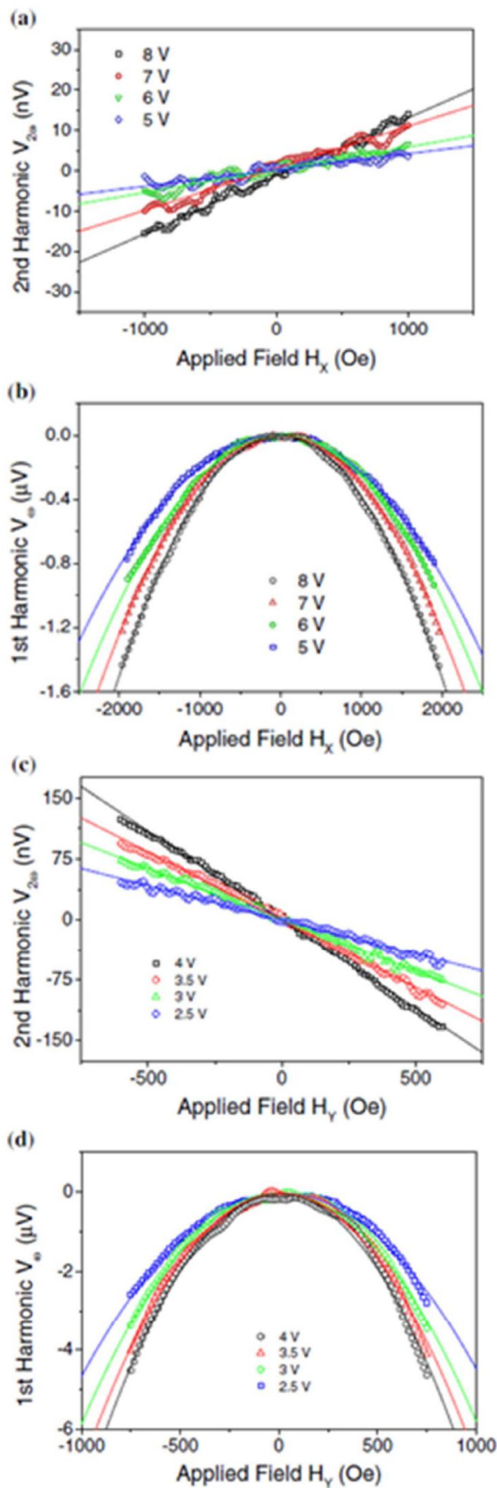 (a)
2nd Harmonic V2ω (nV)
30
20
10
0
-10
-20
-30
8 V
7 V
6 V
5 V
-1000
0
1000
Applied Field HX (Oe)
(b)
1st Harmonic Vω (μV)
0.0
-0.4
-0.8
-1.2
-1.6
8V
7V
6V
5V
-2000
-1000
0
1000
2000
Applied Field HX (Oe)
(c)
2nd Harmonic V2ω (nV)
150
75
0
-75
-150
4 V
3.5 V
3 V
2.5 V
-500
0
500
Applied Field HY (Oe)
(d)
1st Harmonic Vω (μV)
0
-2
-4
-6
4 V
3.5 V
3 V
2.5 V
-1000
-500
0
500
1000
Applied Field HY (Oe)